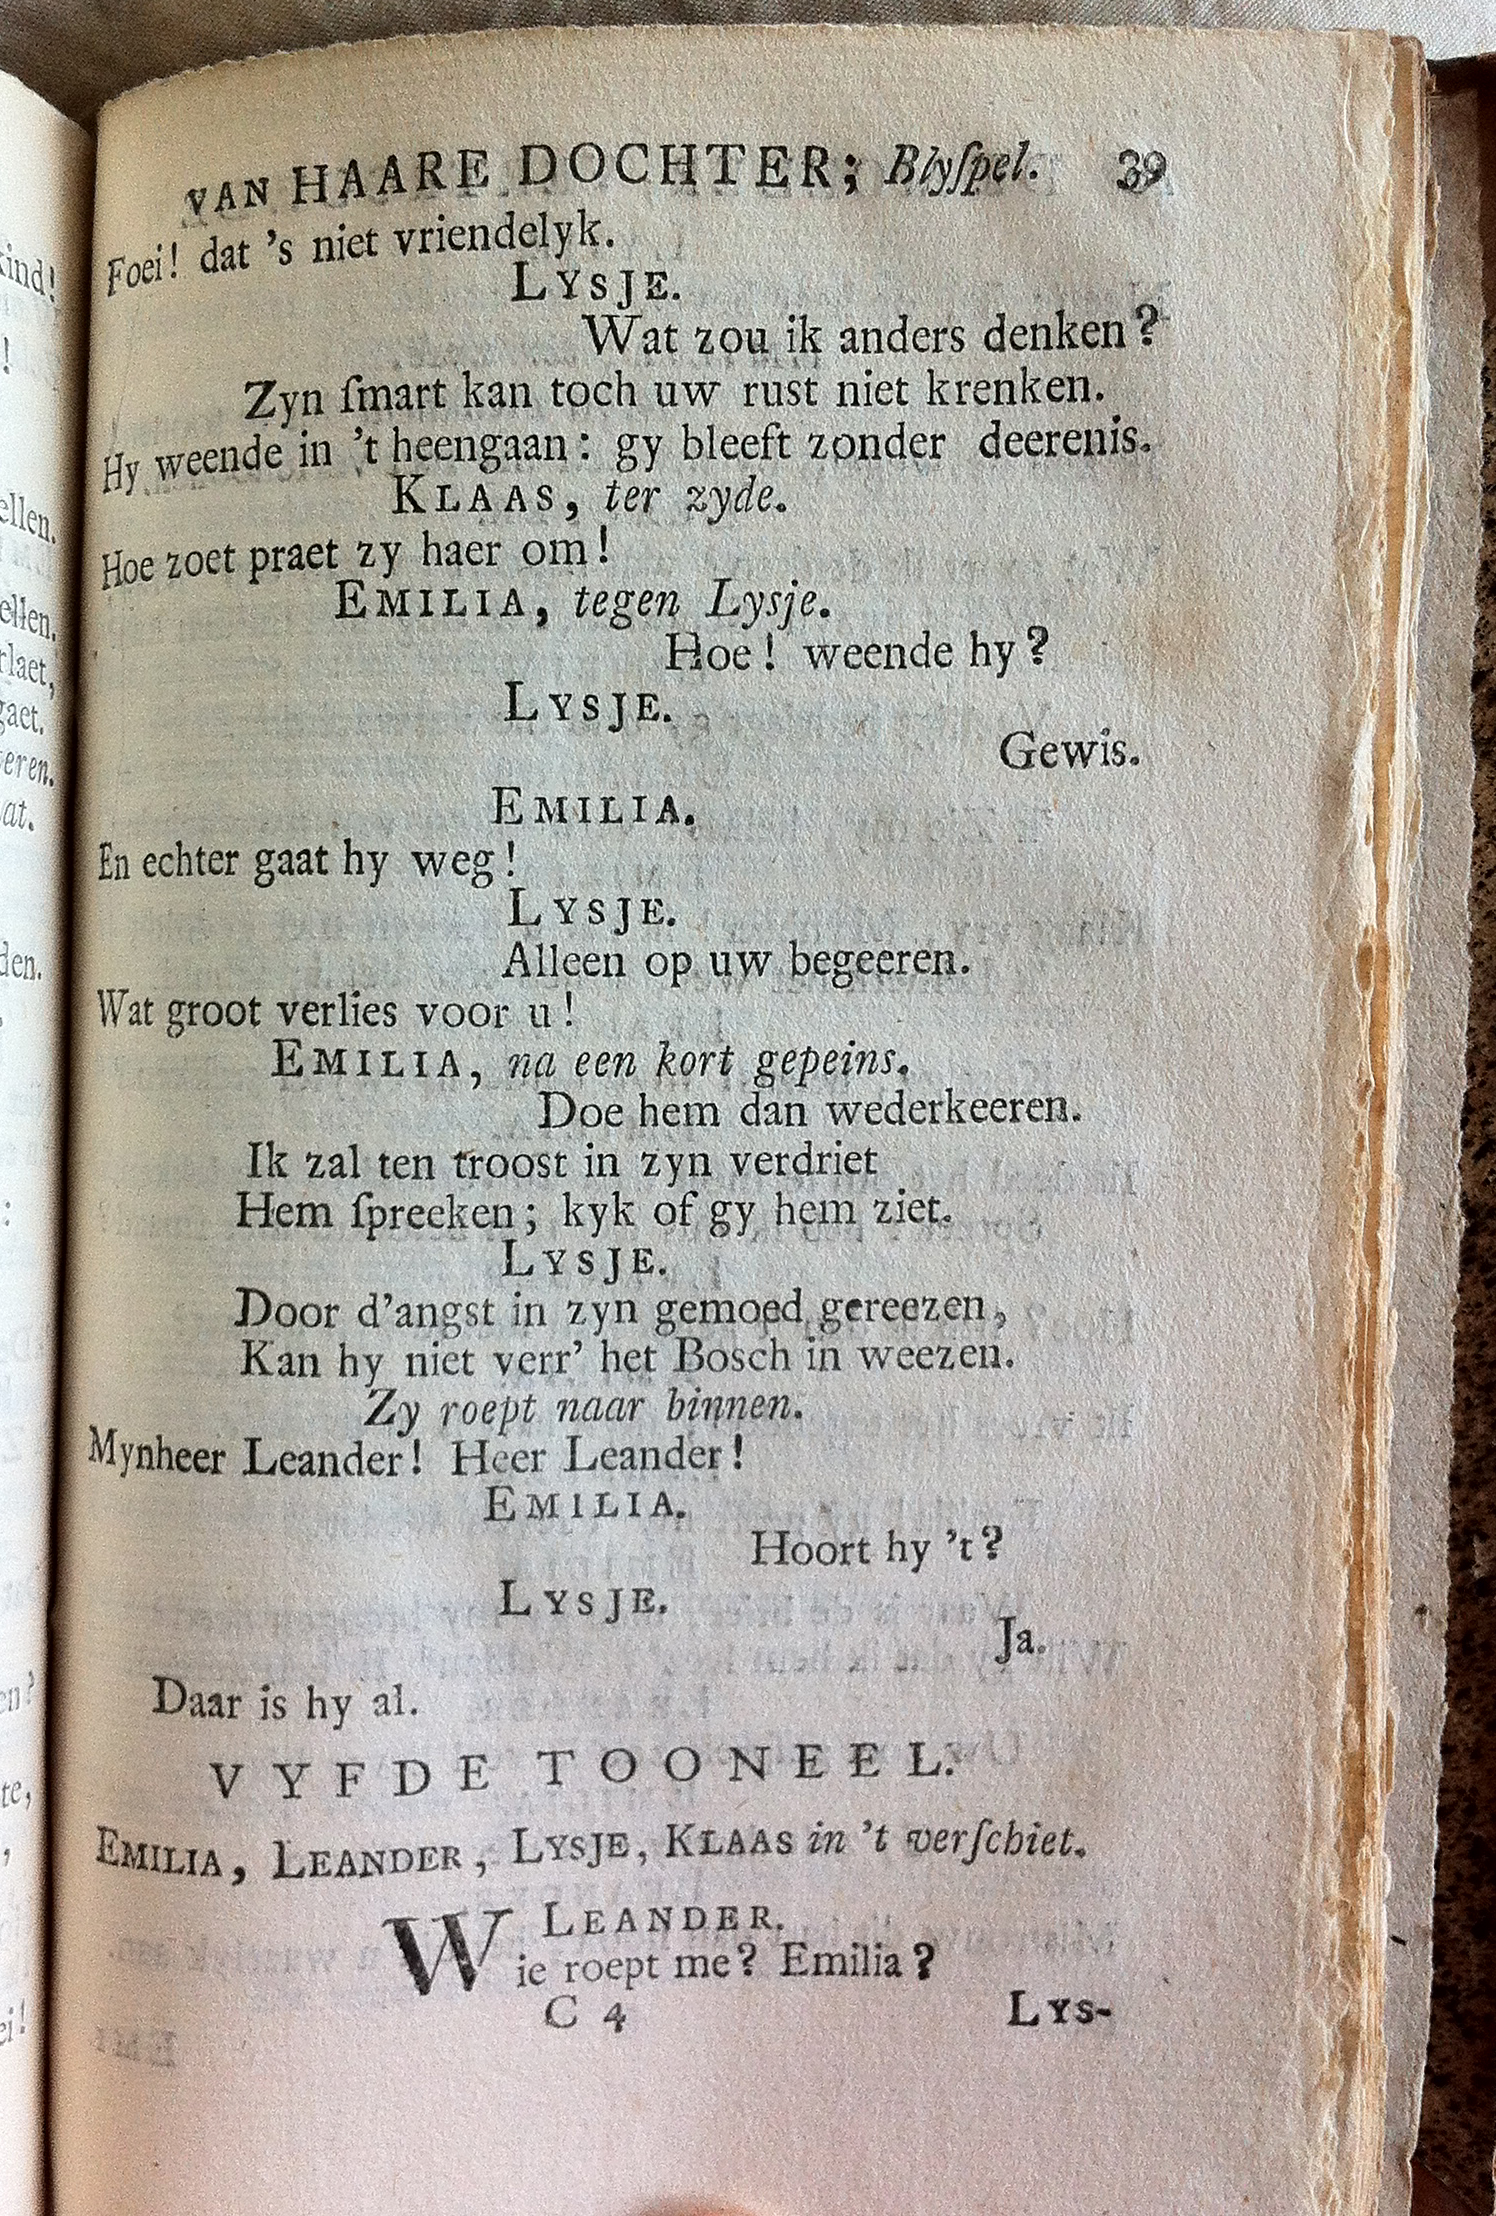 VAN HAARE DOCHTER; Blyſpel. 39
Foei! dat 's niet vriendelyk.
LYSJE.
Wat zou ik anders denken?
Zyn ſmart kan toch uw rust niet krenken.
Hy weende in 't heengaan: gy bleeft zonder deerenis.
KLAAS, ter zyde.
Hoe zoet praet zy haer om!
EMILIA, tegen Lysje.
Hoe! weende hy?
LYSJE.
Gewis.
EMILIA.
En echter gaat hy weg!
LYSJE.
Alleen op uw begeeren.
Wat groot verlies voor u!
EMILIA, na een kort gepeins.
Doe hem dan wederkeeren.
Ik zal ten troost in zyn verdriet
Hem ſpreeken; kyk of gy hem ziet.
LYSJE.
Door d'angst in zyn gemoed gereezen,
Kan hy niet verr' het Bosch in weezen.
Zy roept naar binnen.
Mynheer Leander! Heer Leander!
EMILIA.
Hoort hy 't?
LYSJE.
Ja.
Daar is hy al.
VYFDE TOONEEL.
EMILIA, LEANDER, LYSJE, KLAAS in 't verſchiet.
LEANDER.
Wie roept me? Emilia?
C 4 LYS-